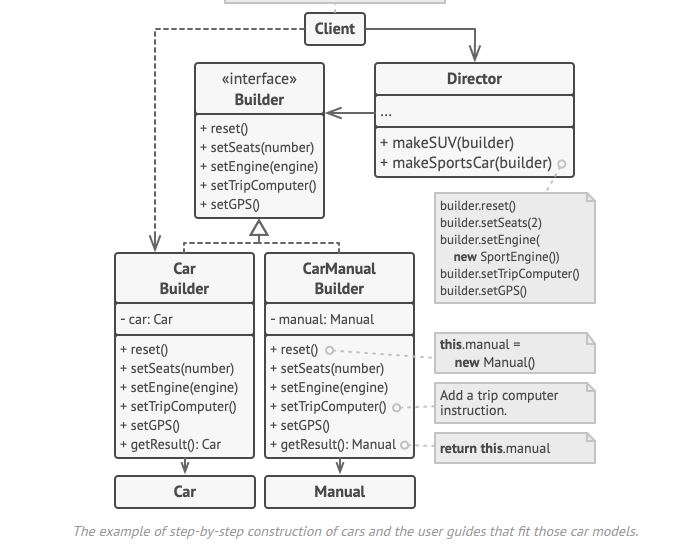 Client
«interface»
Builder
+ reset()
+ setSeats(number)
+ setEngine(engine)
+ setTripComputer()
+ setGPS()
Director
...
+ makeSUV(builder)
+ makeSportsCar(builder)
builder.reset()
builder.setSeats(2)
builder.setEngine(
new SportEngine())
builder.setTripComputer()
builder.setGPS()
Car
Builder
- car: Car
+ reset()
+ setSeats(number)
+ setEngine(engine)
+ setTripComputer()
+ setGPS()
+ getResult(): Car
CarManual
Builder
- manual: Manual
+ reset()
+ setSeats(number)
+ setEngine(engine)
+ setTripComputer()
+ setGPS()
+ getResult(): Manual
this.manual =
new Manual()
Add a trip computer
instruction.
return this.manual
Car
Manual
The example of step-by-step construction of cars and the user guides that fit those car models.